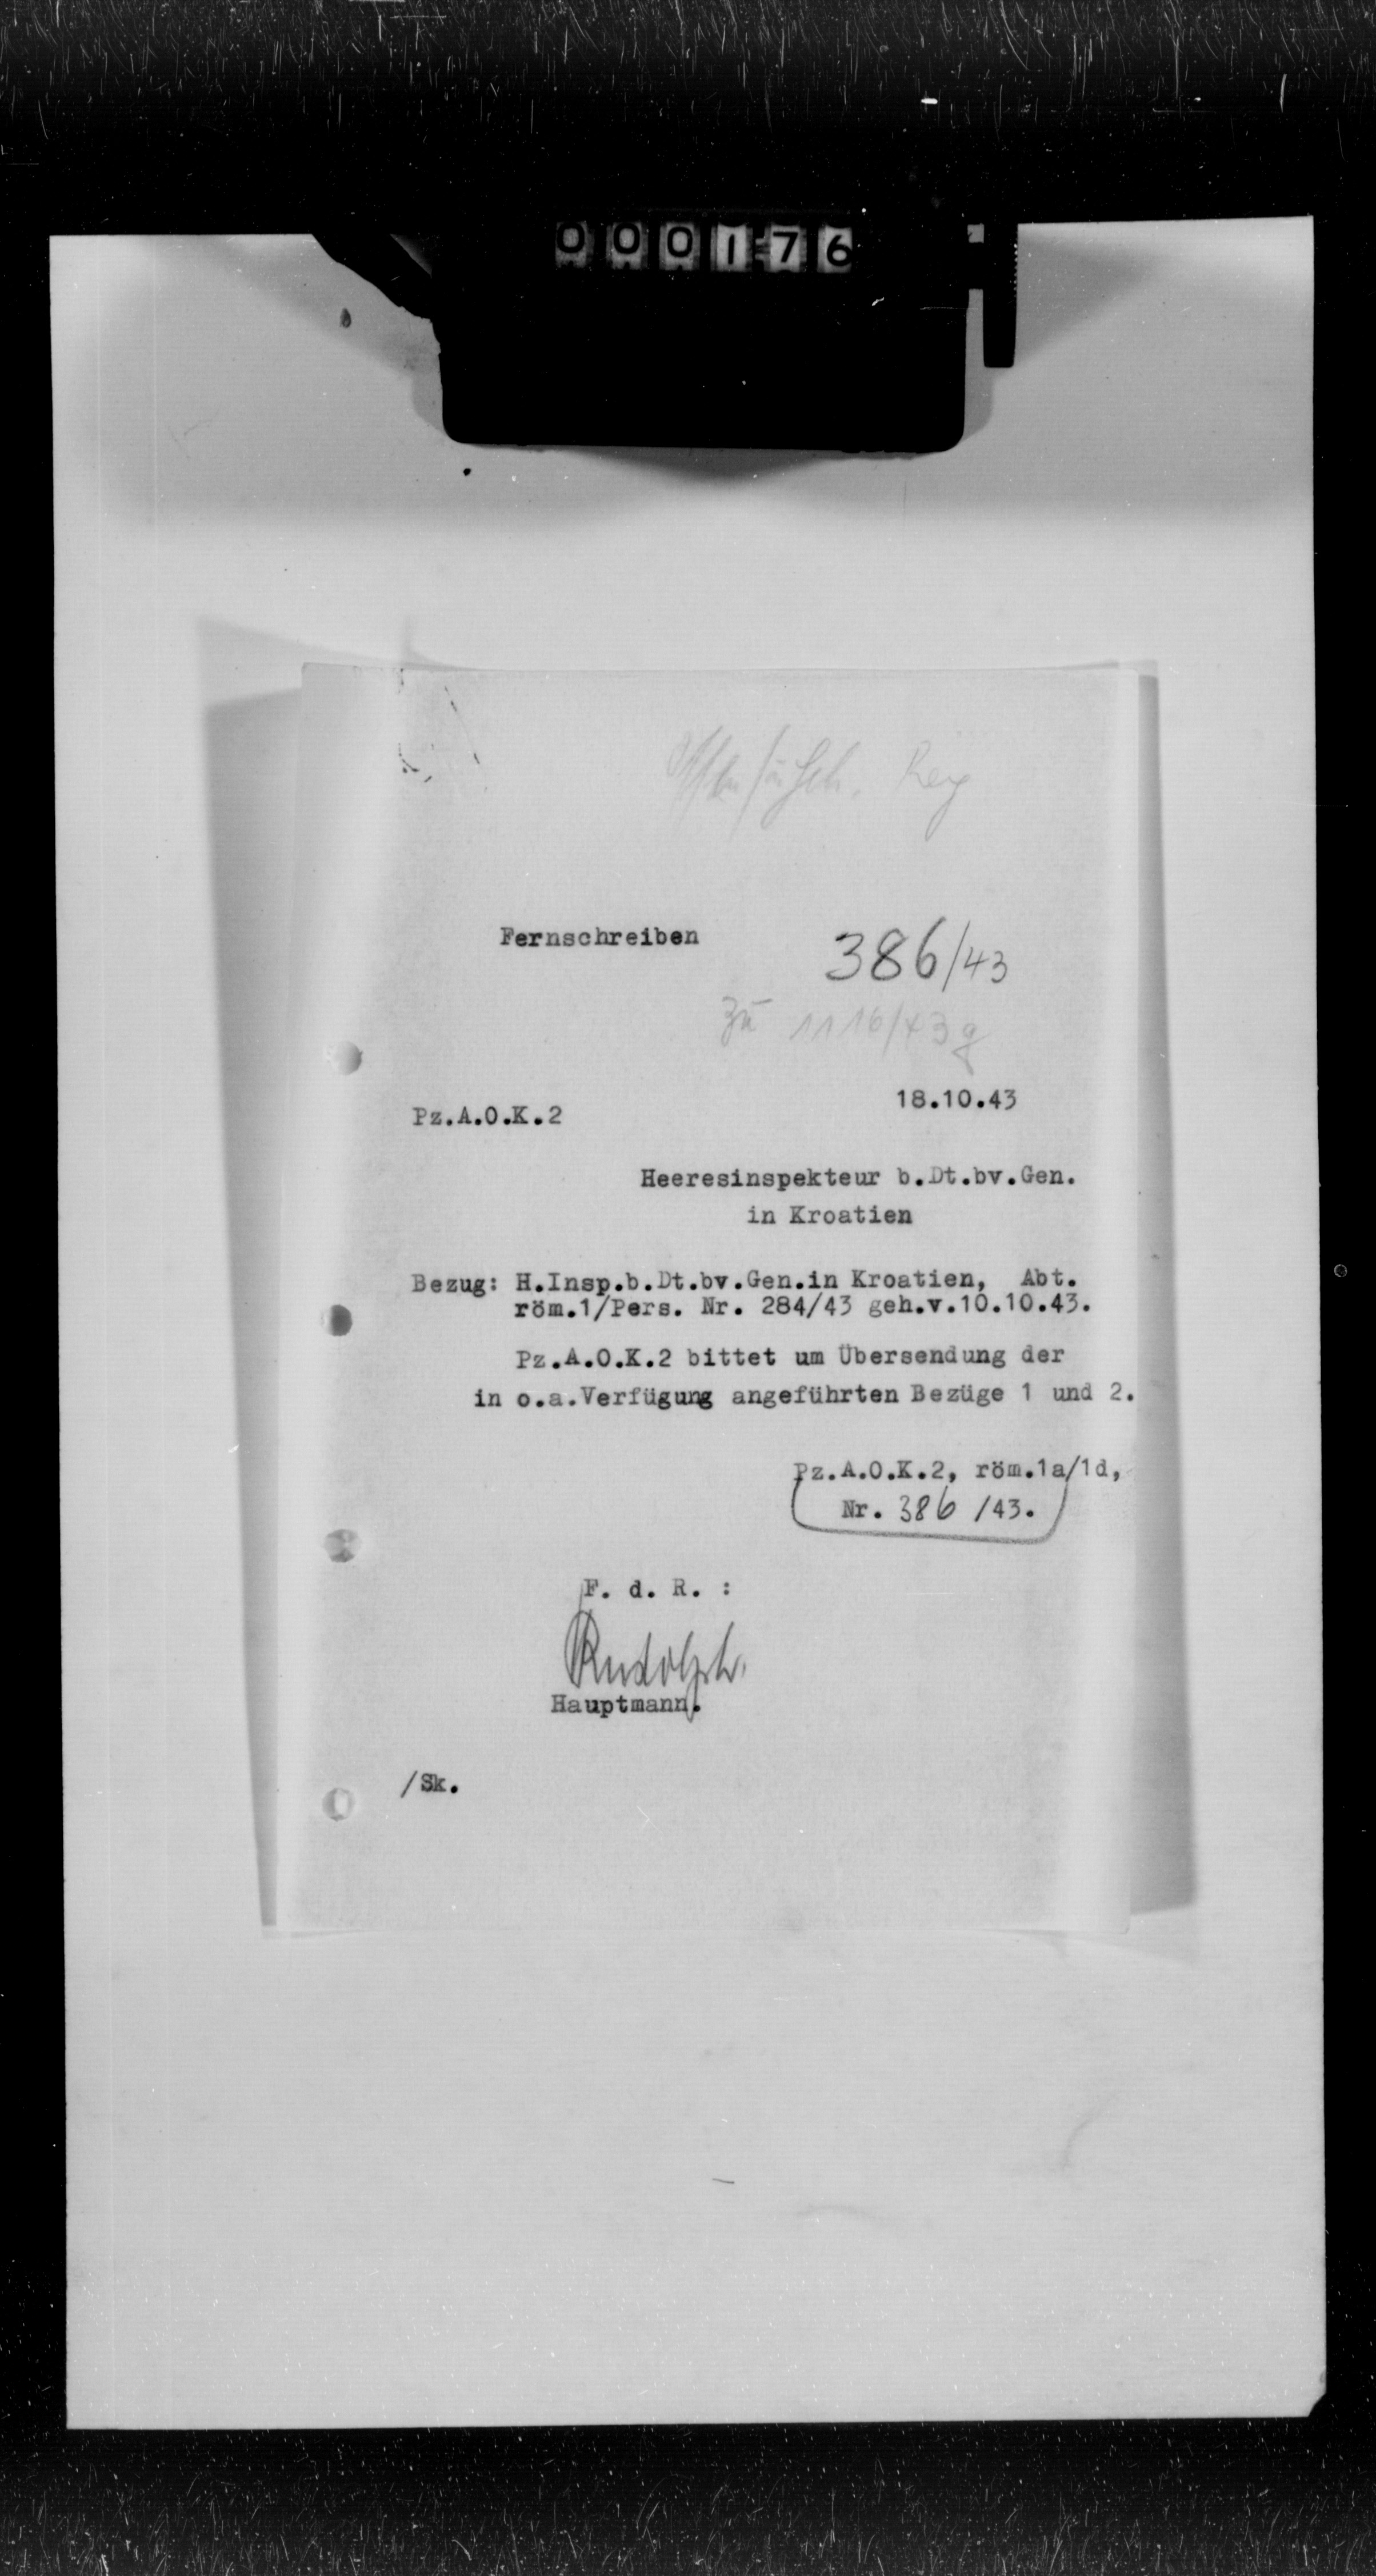 000176
Fernschreiben
386/43
zu 1116/43 g
18.10.43
Pz.A.O.K.2
Heeresinspekteur b.Dt.bv.Gen.
in Kroatien
Bezug: H.Insp.b.Dt.bv.Gen.in Kroatien, Abt.
röm.1/Pers. Nr. 284/43 geh.v.10.10.43.
Pz.A.O.K.2 bittet um Übersendung der
in o.a.Verfügung angeführten Bezüge 1 und 2.
Pz.A.O.K.2, röm.1a/1d,
Nr. 386 /43.
F. d. R. :
Rudolph
Hauptmann.
/Sk.